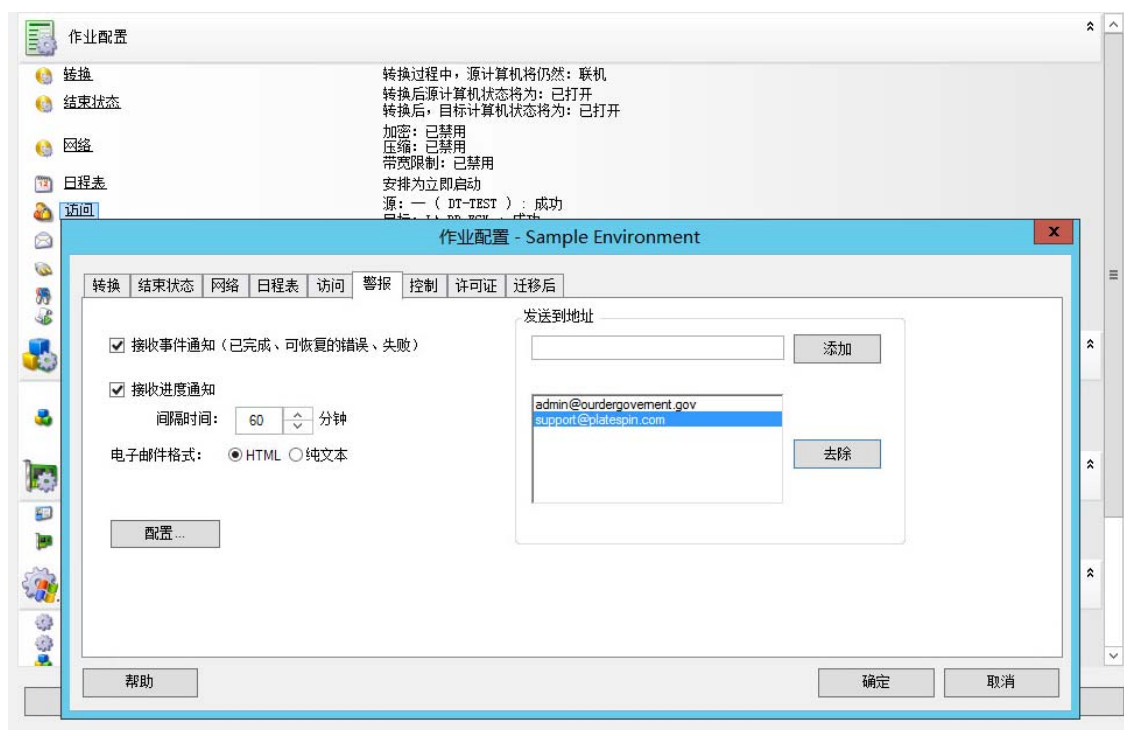 作业配置
转换
转换过程中，源计算机将仍然：联机
结束状态
转换后源计算机状态将为：已打开
转换后，目标计算机状态将为：已打开
网络
加密：已禁用
压缩：已禁用
带宽限制：已禁用
日程表
安排为立即启动
访问
源：一 ( DT-TEST ) ：成功
作业配置 - Sample Environment
x
转换 结束状态 网络 日程表 访问 警报 控制 许可证 迁移后
接收事件通知（已完成、可恢复的错误、失败）
接收进度通知
间隔时间： 60 分钟
电子邮件格式： HTML 纯文本
配置...
发送到地址
添加
admin@ourdergovement.gov
support@platespin.com
去除
帮助
确定
取消